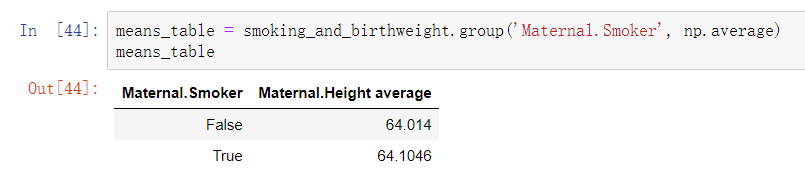 In [44]: means_table = smoking_and_birthweight.group('Maternal.Smoker', np.average)
means_table
Out[44]:
Maternal.Smoker Maternal.Height average
False 64.014
True 64.1046